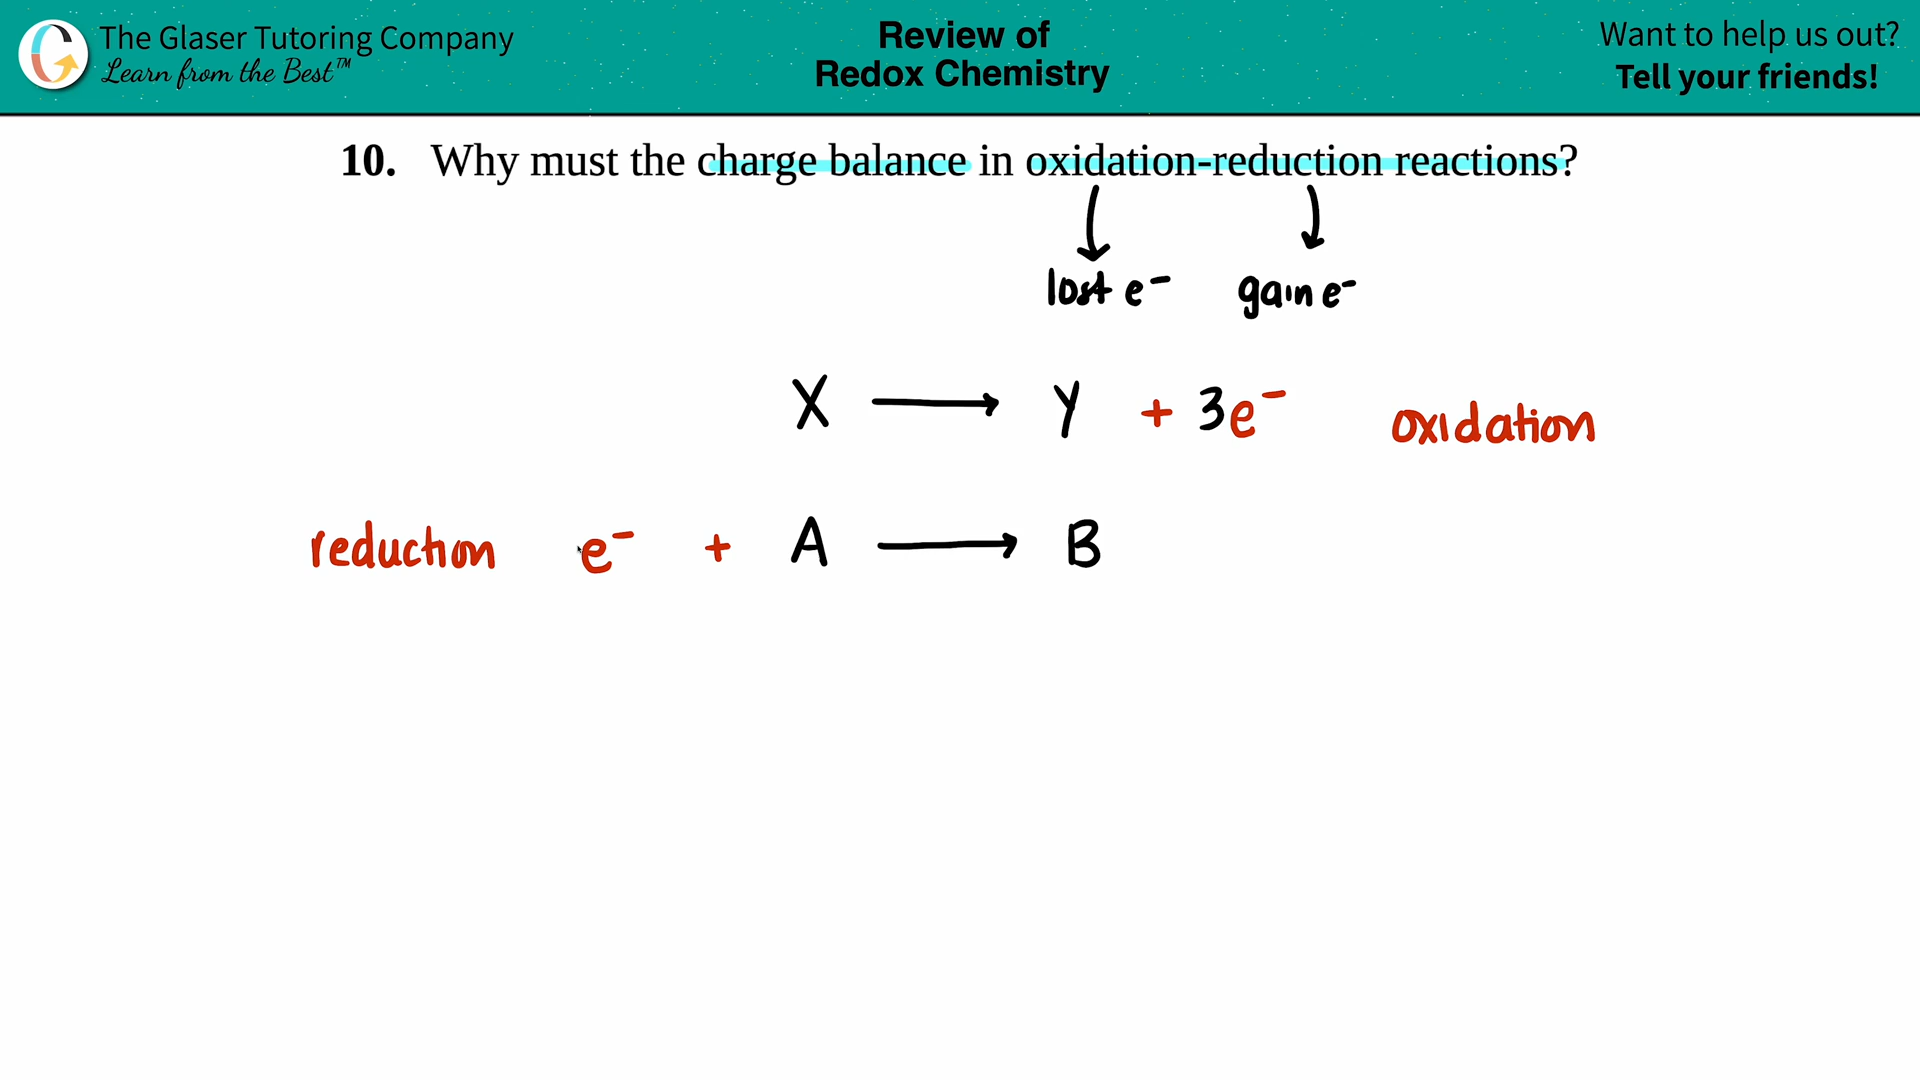 The Glaser Tutoring Company
Learn from the Best™
Review of
Redox Chemistry
Want to help us out?
Tell your friends!
10. Why must the charge balance in oxidation-reduction reactions?
lost e⁻ gain e⁻
X ⟶ Y + 3e⁻ oxidation
reduction e⁻ + A ⟶ B